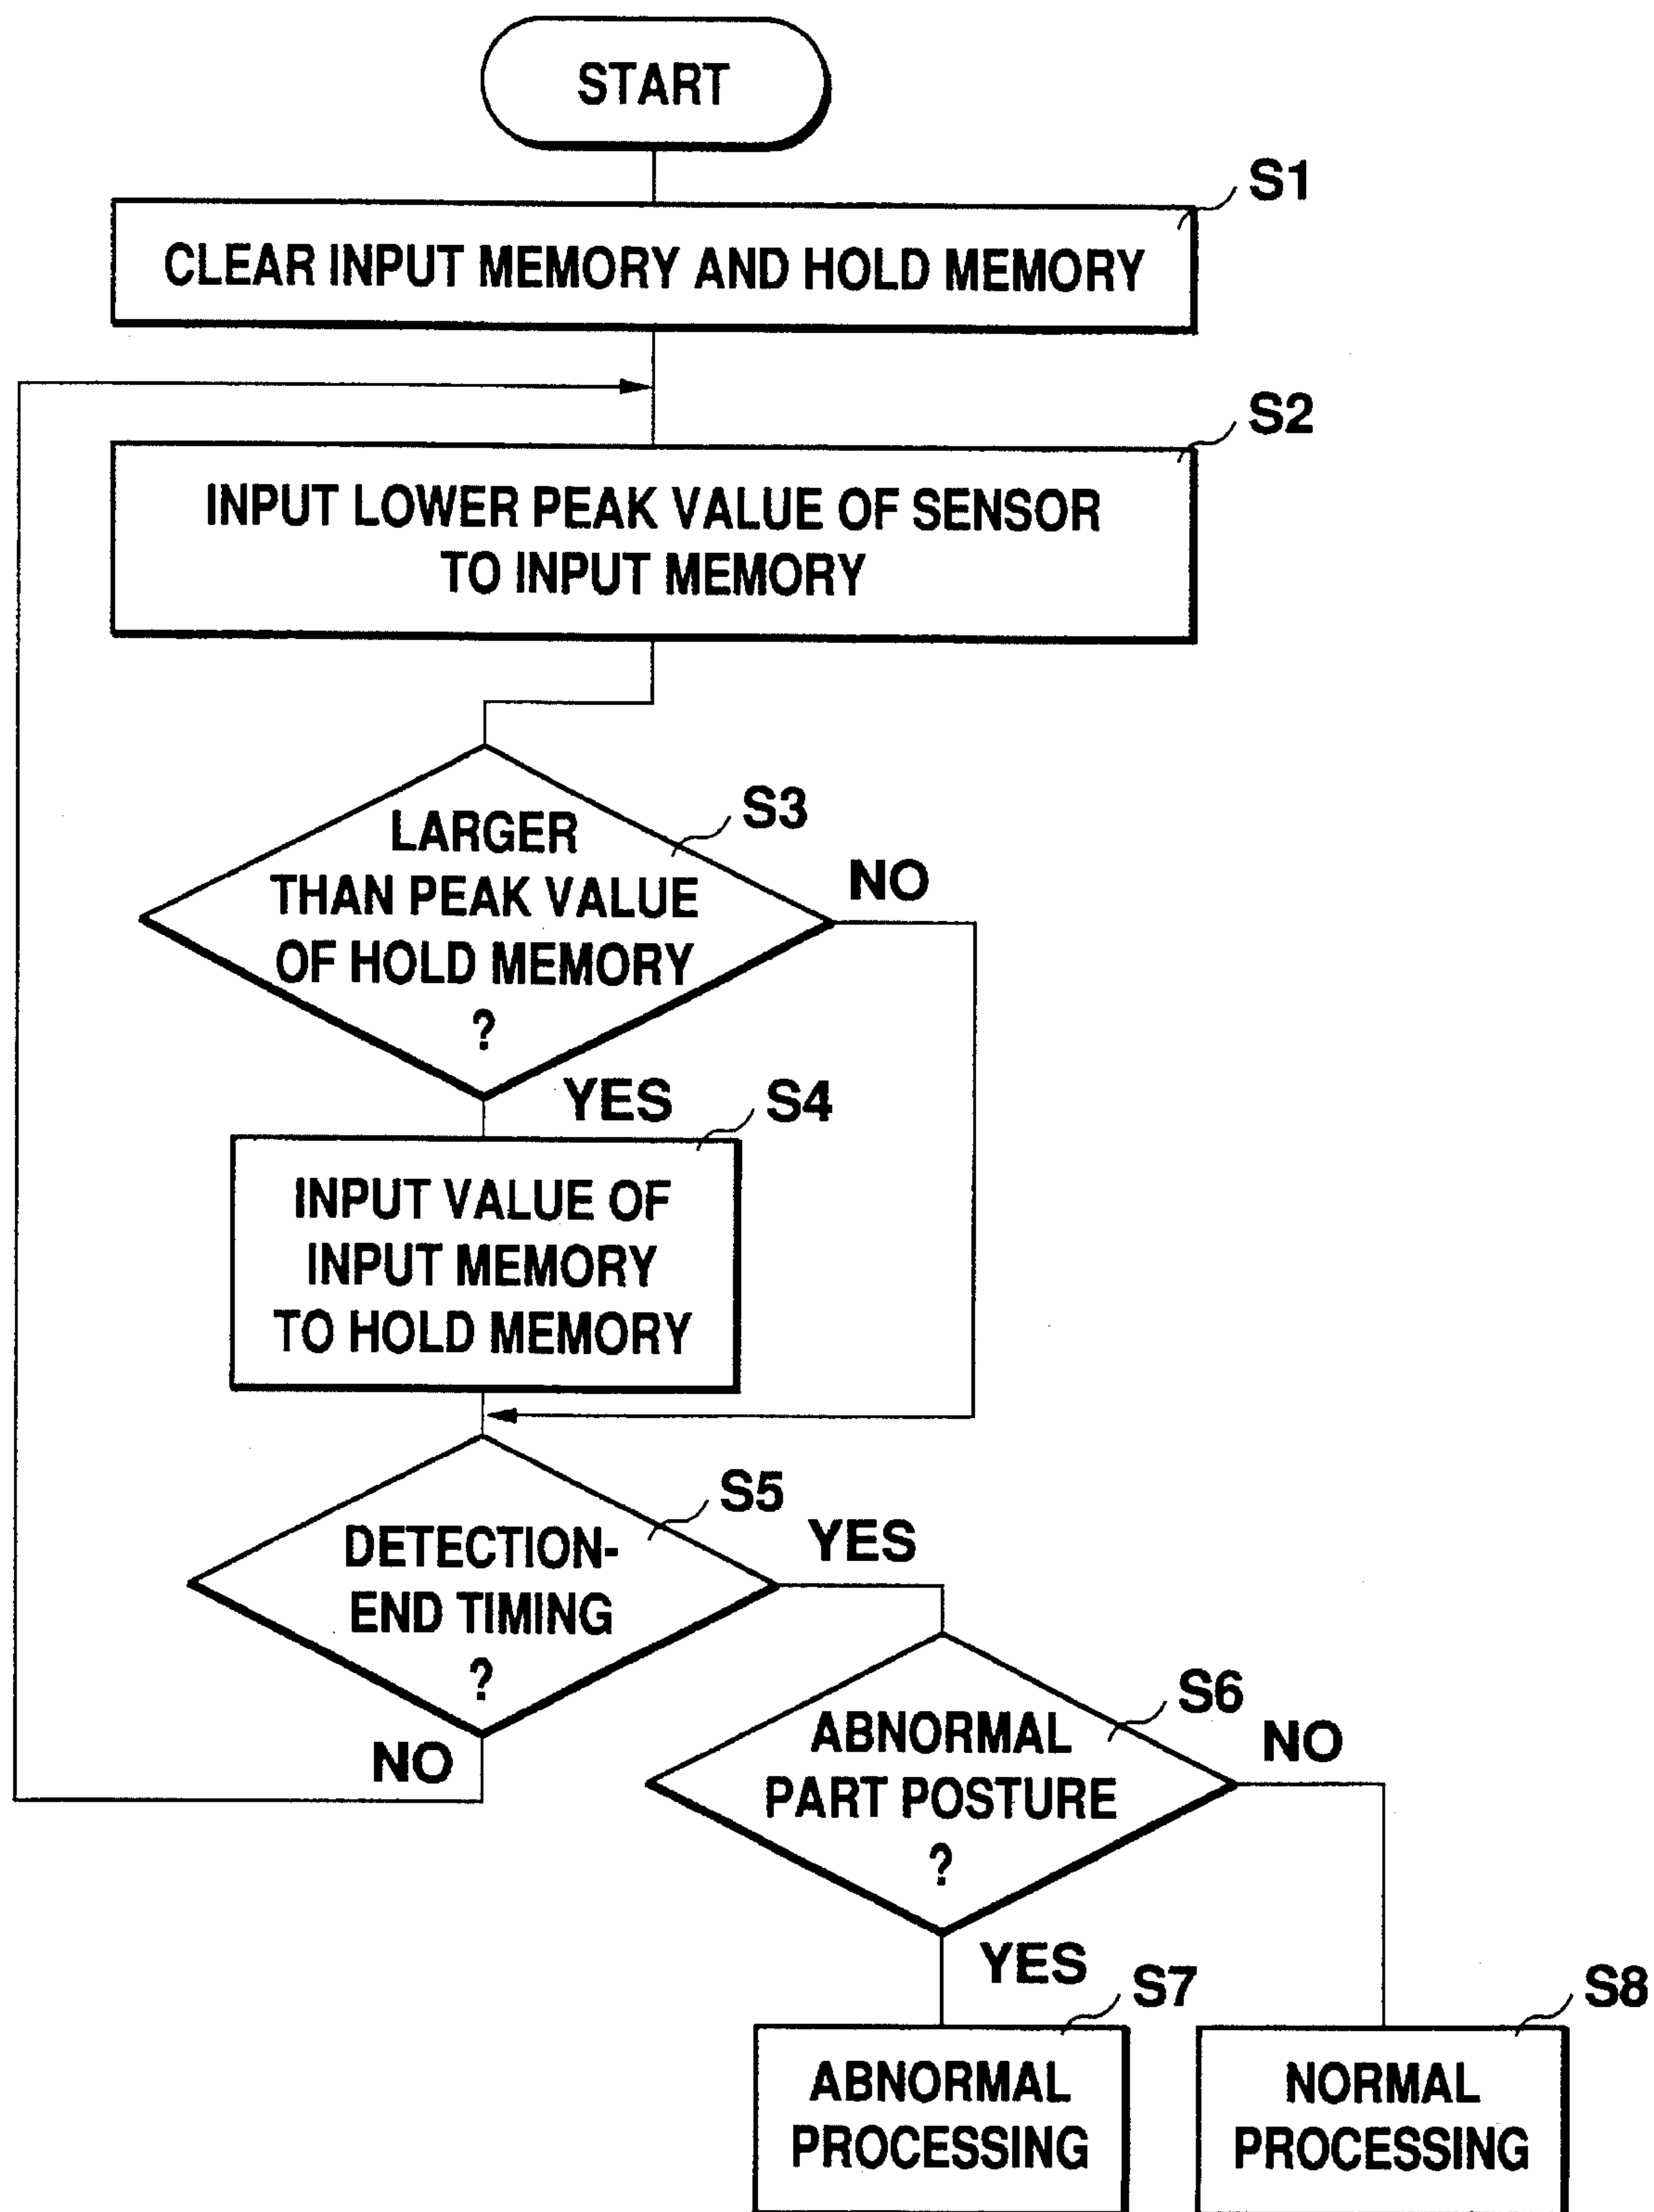 START
S1
CLEAR INPUT MEMORY AND HOLD MEMORY
S2
INPUT LOWER PEAK VALUE OF SENSOR
TO INPUT MEMORY
S3
LARGER
THAN PEAK VALUE
OF HOLD MEMORY
?
NO
YES
S4
INPUT VALUE OF
INPUT MEMORY
TO HOLD MEMORY
S5
DETECTION-
END TIMING
?
YES
NO
S6
ABNORMAL
PART POSTURE
?
NO
YES
S7
ABNORMAL
PROCESSING
S8
NORMAL
PROCESSING